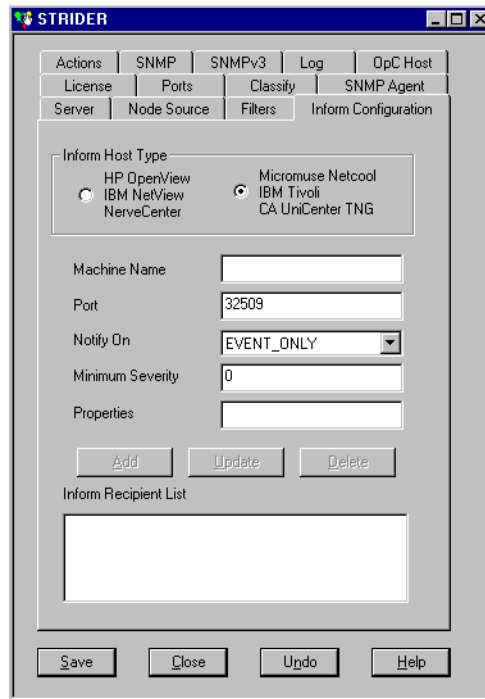 STRIDER
Actions SNMP SNMPv3 Log OpC Host
License Ports Classify SNMP Agent
Server Node Source Filters Inform Configuration
Inform Host Type
HP OpenView
IBM NetView
NerveCenter
Micromuse Netcool
IBM Tivoli
CA UniCenter TNG
Machine Name
Port 32509
Notify On EVENT_ONLY
Minimum Severity 0
Properties
Add Update Delete
Inform Recipient List
Save Close Undo Help